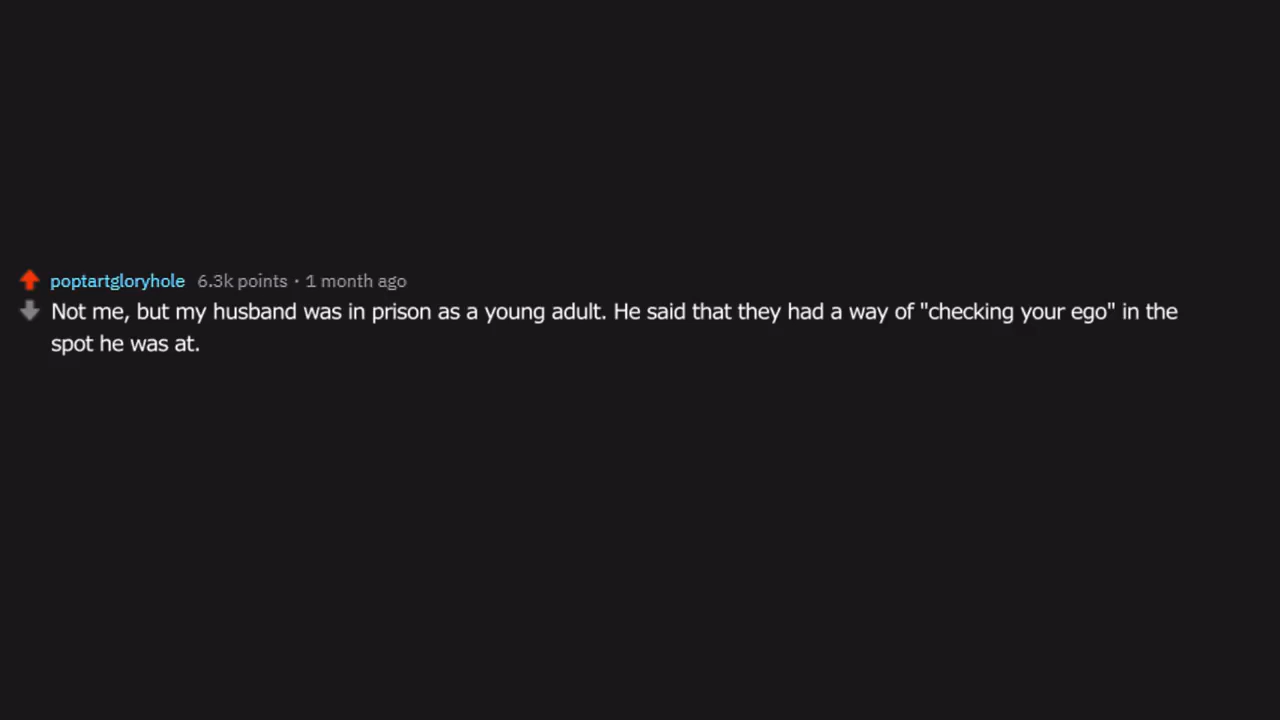 poptartgloryhole 6.3k points · 1 month ago
Not me, but my husband was in prison as a young adult. He said that they had a way of "checking your ego" in the
spot he was at.